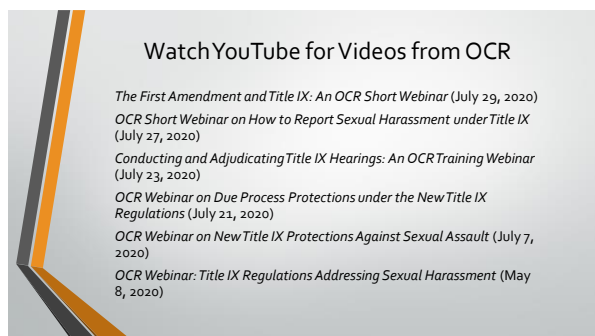 Watch YouTube for Videos from OCR
The First Amendment and Title IX: An OCR Short Webinar (July 29, 2020)
OCR Short Webinar on How to Report Sexual Harassment under Title IX
(July 27, 2020)
Conducting and Adjudicating Title IX Hearings: An OCR Training Webinar
(July 23, 2020)
OCR Webinar on Due Process Protections under the New Title IX
Regulations (July 21, 2020)
OCR Webinar on New Title IX Protections Against Sexual Assault (July 7,
2020)
OCR Webinar: Title IX Regulations Addressing Sexual Harassment (May
8, 2020)